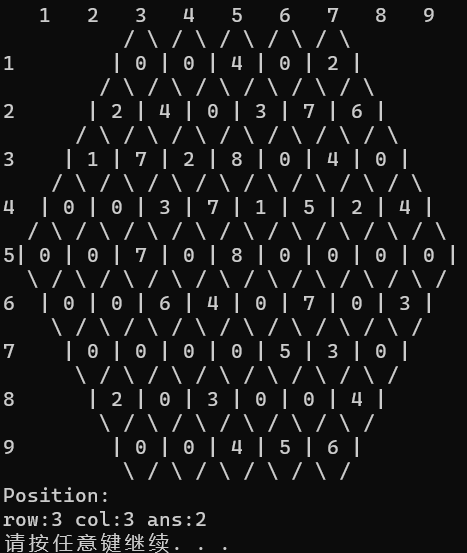 1 2 3 4 5 6 7 8 9
/ \ / \ / \ / \ / \
1 | 0 | 0 | 4 | 0 | 2 |
/ \ / \ / \ / \ / \ / \
2 | 2 | 4 | 0 | 3 | 7 | 6 |
/ \ / \ / \ / \ / \ / \ / \
3 | 1 | 7 | 2 | 8 | 0 | 4 | 0 |
/ \ / \ / \ / \ / \ / \ / \ / \
4 | 0 | 0 | 3 | 7 | 1 | 5 | 2 | 4 |
/ \ / \ / \ / \ / \ / \ / \ / \ / \
5| 0 | 0 | 7 | 0 | 8 | 0 | 0 | 0 | 0 |
\ / \ / \ / \ / \ / \ / \ / \ / \ /
6 | 0 | 0 | 6 | 4 | 0 | 7 | 0 | 3 |
\ / \ / \ / \ / \ / \ / \ / \ /
7 | 0 | 0 | 0 | 0 | 5 | 3 | 0 |
\ / \ / \ / \ / \ / \ / \ /
8 | 2 | 0 | 3 | 0 | 0 | 4 |
\ / \ / \ / \ / \ / \ /
9 | 0 | 0 | 4 | 5 | 6 |
\ / \ / \ / \ / \ /
Position:
row:3 col:3 ans:2
请按任意键继续. . .